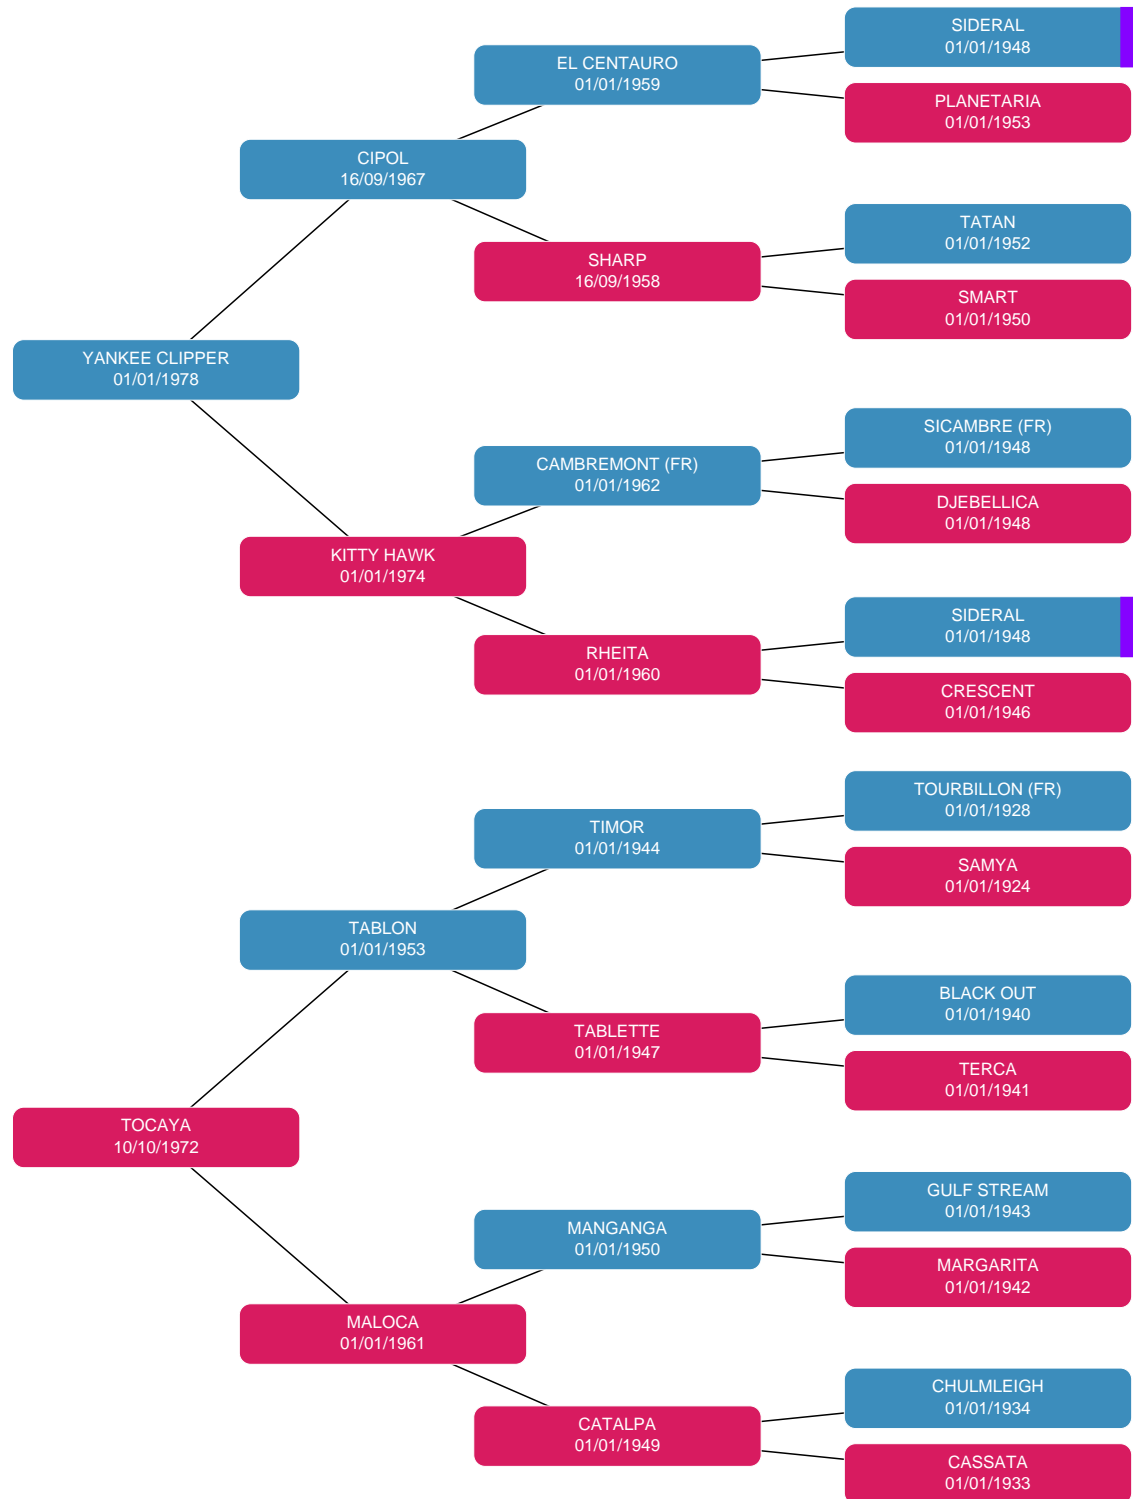 SIDERAL
01/01/1948
EL CENTAURO
01/01/1959
PLANETARIA
01/01/1953
CIPOL
16/09/1967
TATAN
01/01/1952
SHARP
16/09/1958
SMART
01/01/1950
YANKEE CLIPPER
01/01/1978
SICAMBRE (FR)
01/01/1948
CAMBREMONT (FR)
01/01/1962
DJEBELLICA
01/01/1948
KITTY HAWK
01/01/1974
SIDERAL
01/01/1948
RHEITA
01/01/1960
CRESCENT
01/01/1946
TOURBILLON (FR)
01/01/1928
TIMOR
01/01/1944
SAMYA
01/01/1924
TABLON
01/01/1953
BLACK OUT
01/01/1940
TABLETTE
01/01/1947
TERCA
01/01/1941
TOCAYA
10/10/1972
GULF STREAM
01/01/1943
MANGANGA
01/01/1950
MARGARITA
01/01/1942
MALOCA
01/01/1961
CHULMLEIGH
01/01/1934
CATALPA
01/01/1949
CASSATA
01/01/1933